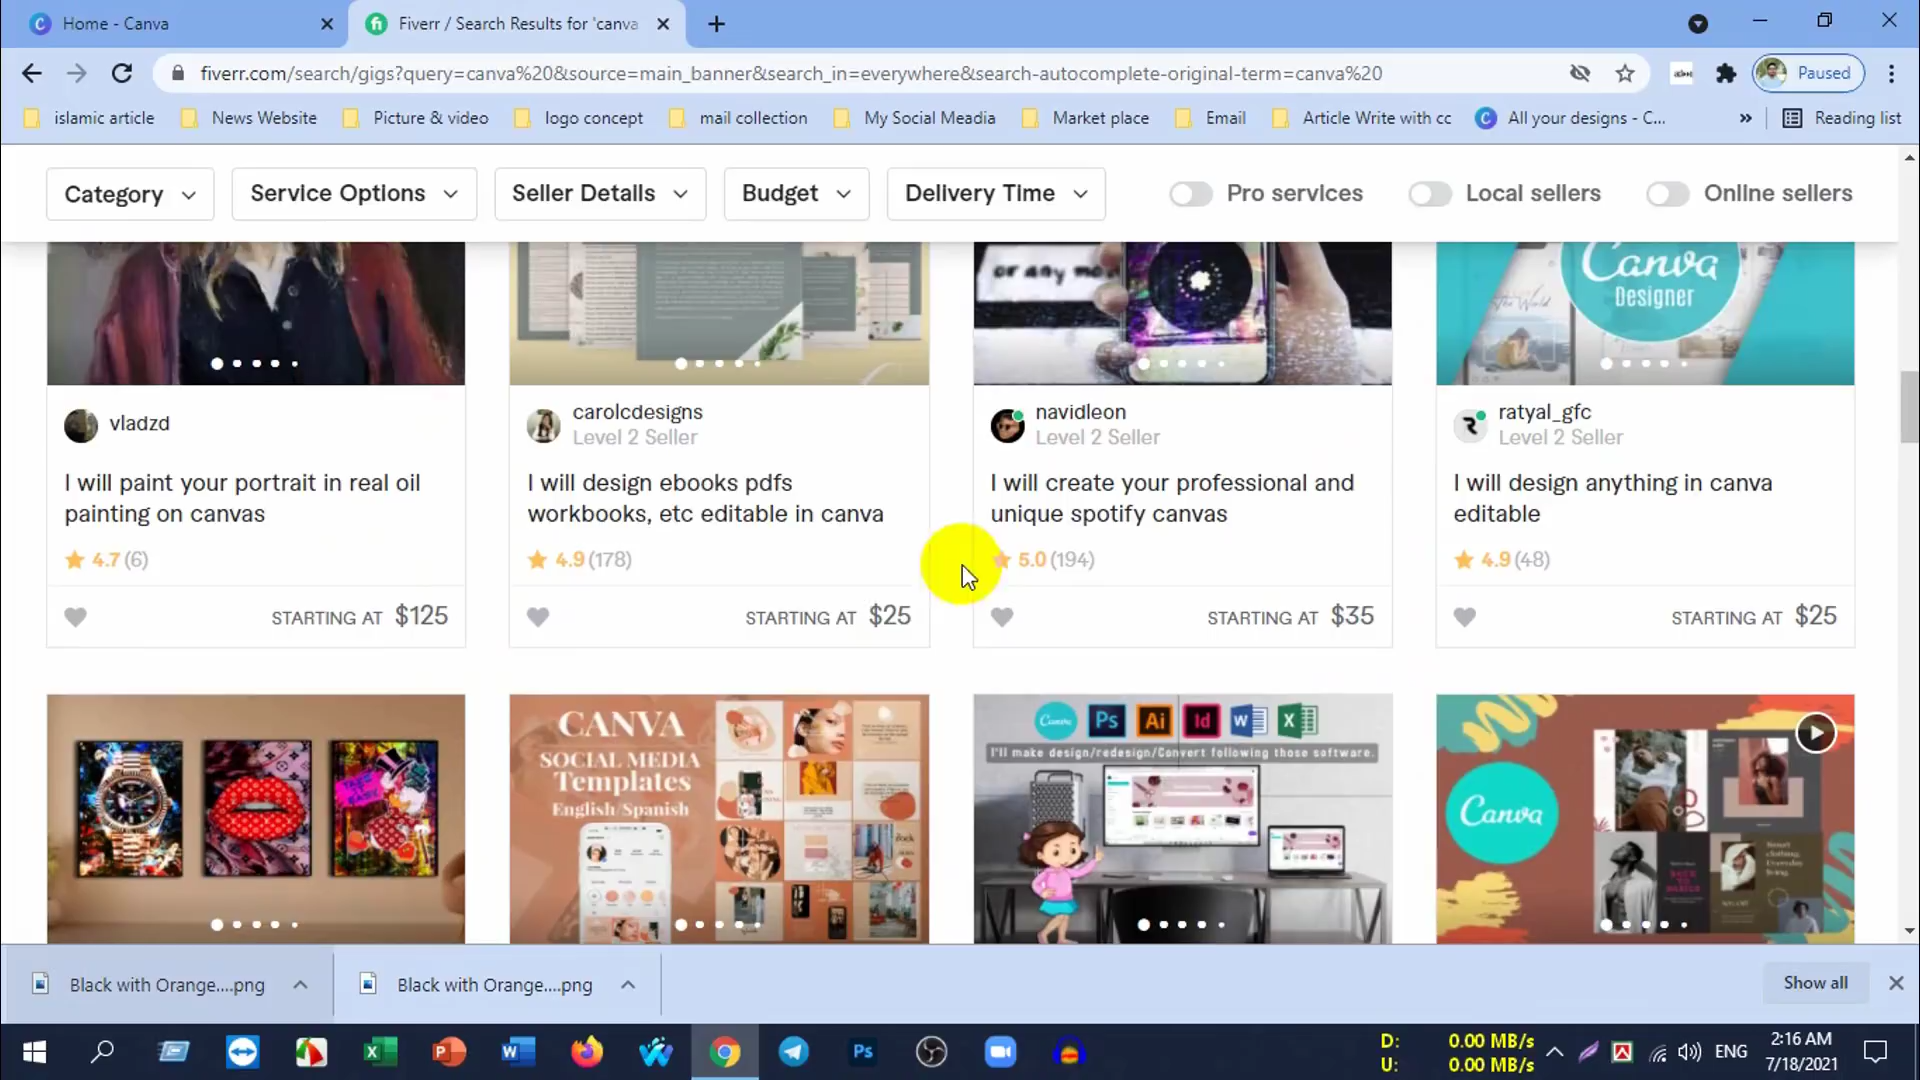 Home - Canva
Fiverr / Search Results for 'canva
fiverr.com/search/gigs?query=canva%20&source=main_banner&search_in=everywhere&search-autocomplete-original-term=canva%20
Paused
islamic article
News Website
Picture & video
logo concept
mail collection
My Social Meadia
Market place
Email
Article Write with cc
All your designs - C...
Reading list
Category
Service Options
Seller Details
Budget
Delivery Time
Pro services
Local sellers
Online sellers
or any mo
Canva
Designer
vladzd
carolcdesigns
Level 2 Seller
navidleon
Level 2 Seller
ratyal_gfc
Level 2 Seller
I will paint your portrait in real oil
painting on canvas
I will design ebooks pdfs
workbooks, etc editable in canva
I will create your professional and
unique spotify canvas
I will design anything in canva
editable
4.7 (6)
4.9 (178)
5.0 (194)
4.9 (48)
STARTING AT $125
STARTING AT $25
STARTING AT $35
STARTING AT $25
CANVA
SOCIAL MEDIA
Templates
English/Spanish
Canva Ps Ai Id W X
I'll make design/redesign/Convert following those software.
Canva
Black with Orange....png
Black with Orange....png
Show all
D: 0.00 MB/s
U: 0.00 MB/s
ENG
2:16 AM
7/18/2021